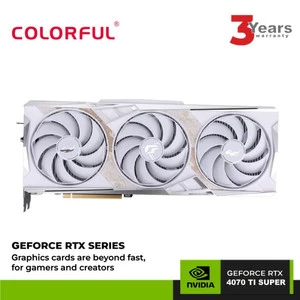 COLORFUL®
3 Years
warranty
GEFORCE RTX SERIES
Graphics cards are beyond fast,
for gamers and creators
NVIDIA
GEFORCE RTX
4070 TI SUPER